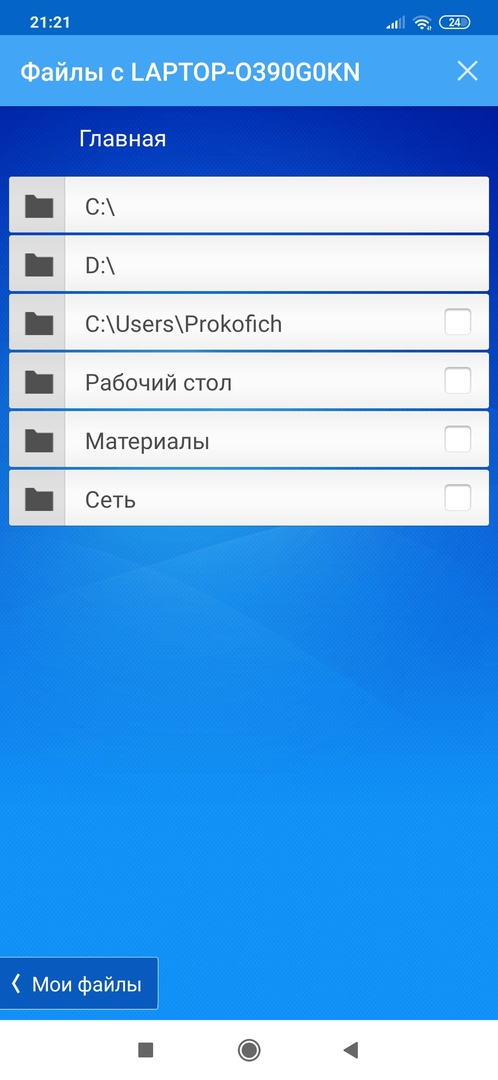 21:21
24
Файлы с LAPTOP-O390G0KN
Главная
C:\
D:\
C:\Users\Prokofich
Рабочий стол
Материалы
Сеть
Мои файлы